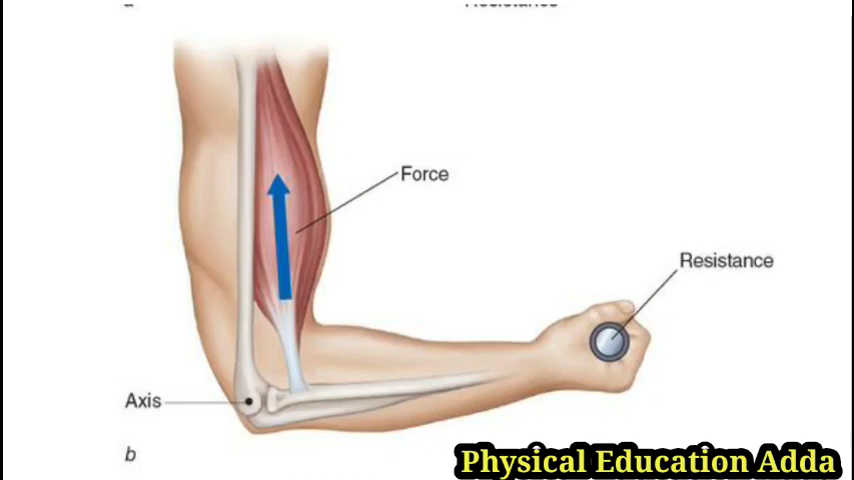 Force
Resistance
Axis
b
Physical Education Adda